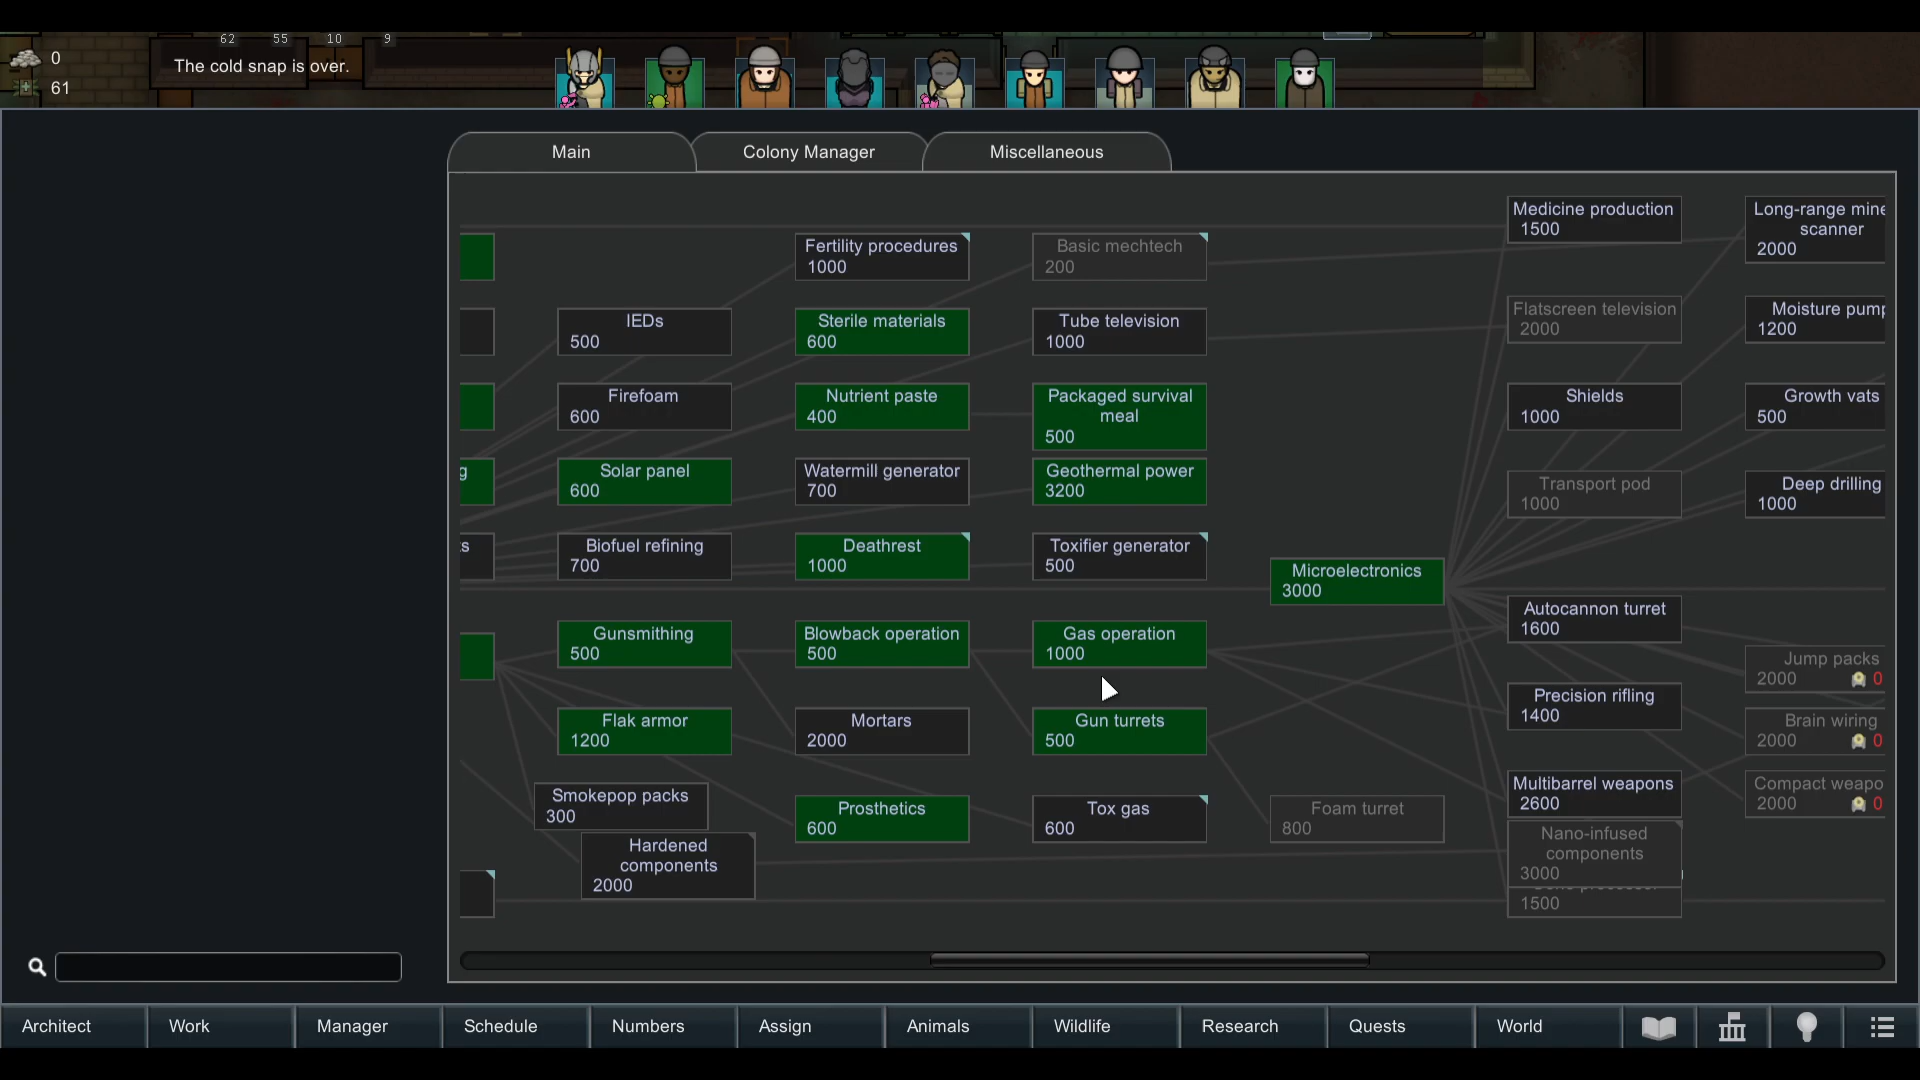 62 55 10 9
0
The cold snap is over.
61
Main Colony Manager Miscellaneous
Medicine production
1500
Long-range mine
scanner
2000
Fertility procedures
1000
Basic mechtech
200
IEDs
500
Sterile materials
600
Tube television
1000
Flatscreen television
2000
Moisture pump
1200
Firefoam
600
Nutrient paste
400
Packaged survival
meal
500
Shields
1000
Growth vats
500
g
Solar panel
600
Watermill generator
700
Geothermal power
3200
Transport pod
1000
Deep drilling
1000
s
Biofuel refining
700
Deathrest
1000
Toxifier generator
500
Microelectronics
3000
Autocannon turret
1600
Gunsmithing
500
Blowback operation
500
Gas operation
1000
Jump packs
2000 0
Precision rifling
1400
Flak armor
1200
Mortars
2000
Gun turrets
500
Brain wiring
2000 0
Smokepop packs
300
Prosthetics
600
Tox gas
600
Foam turret
800
Multibarrel weapons
2600
Compact weapo
2000 0
Hardened
components
2000
Nano-infused
components
3000
1500
Architect Work Manager Schedule Numbers Assign Animals Wildlife Research Quests World